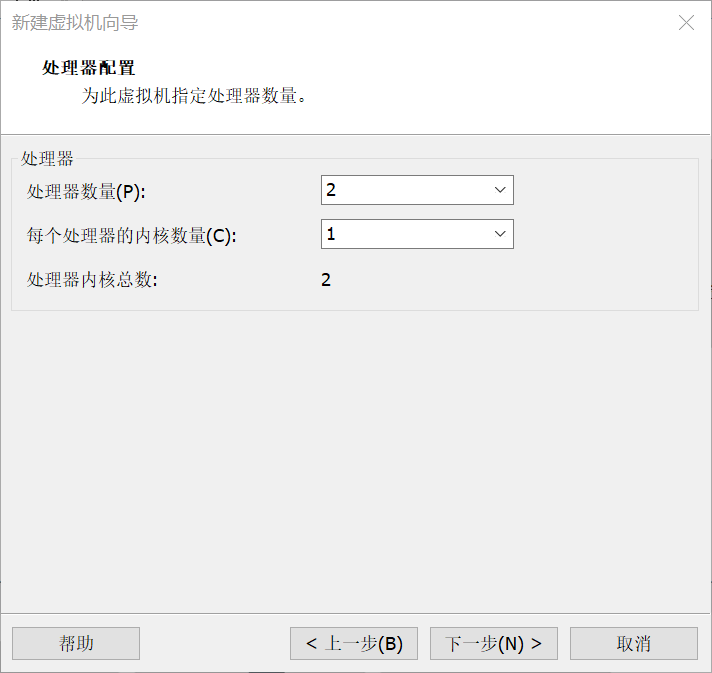 新建虚拟机向导
处理器配置
为此虚拟机指定处理器数量。
处理器
处理器数量(P): 2
每个处理器的内核数量(C): 1
处理器内核总数: 2
帮助 < 上一步(B) 下一步(N) > 取消